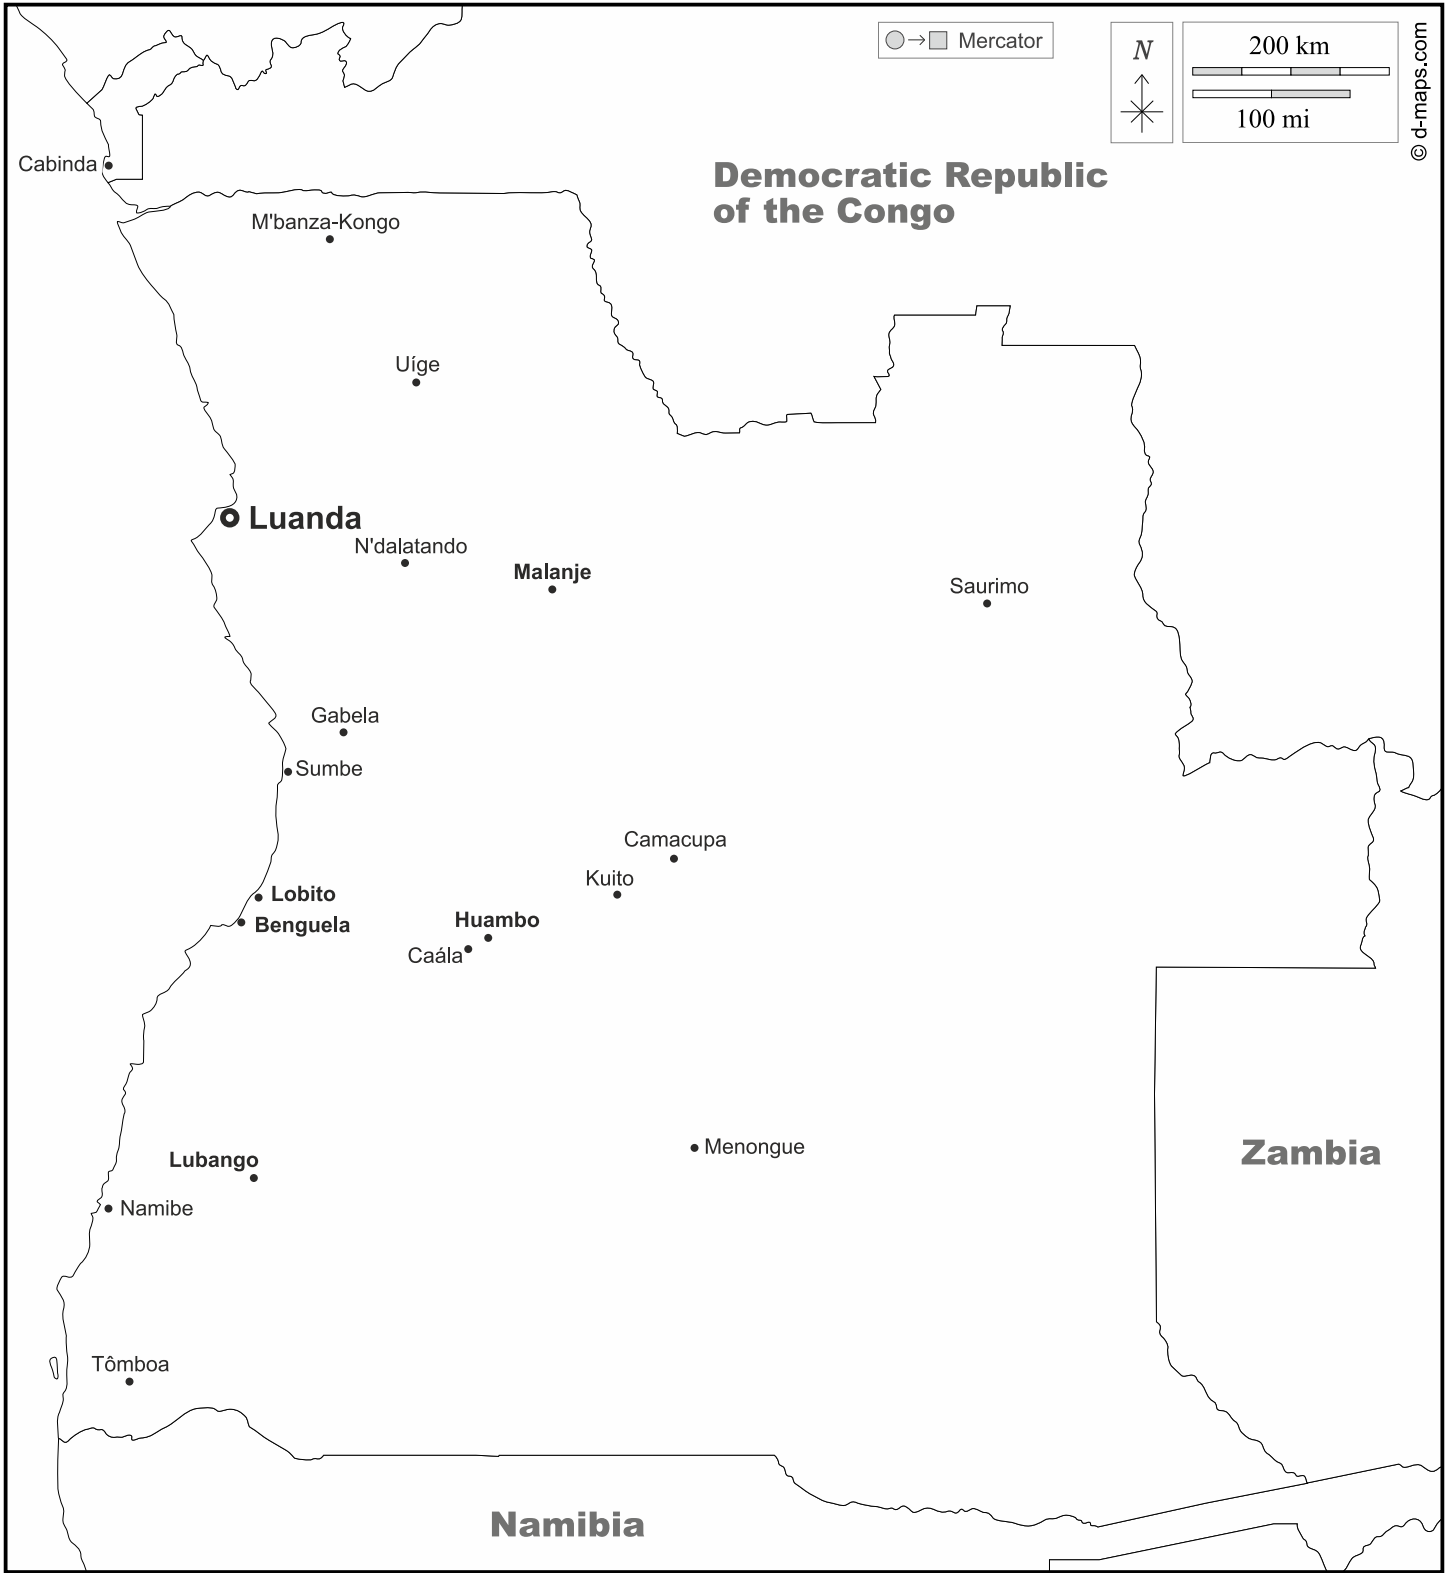 Mercator
N
200 km
100 mi
© d-maps.com
Cabinda
Democratic Republic
of the Congo
M'banza-Kongo
Uíge
Luanda
N'dalatando
Malanje
Saurimo
Gabela
Sumbe
Camacupa
Kuito
Lobito
Huambo
Benguela
Caála
Menongue
Zambia
Lubango
Namibe
Tômboa
Namibia